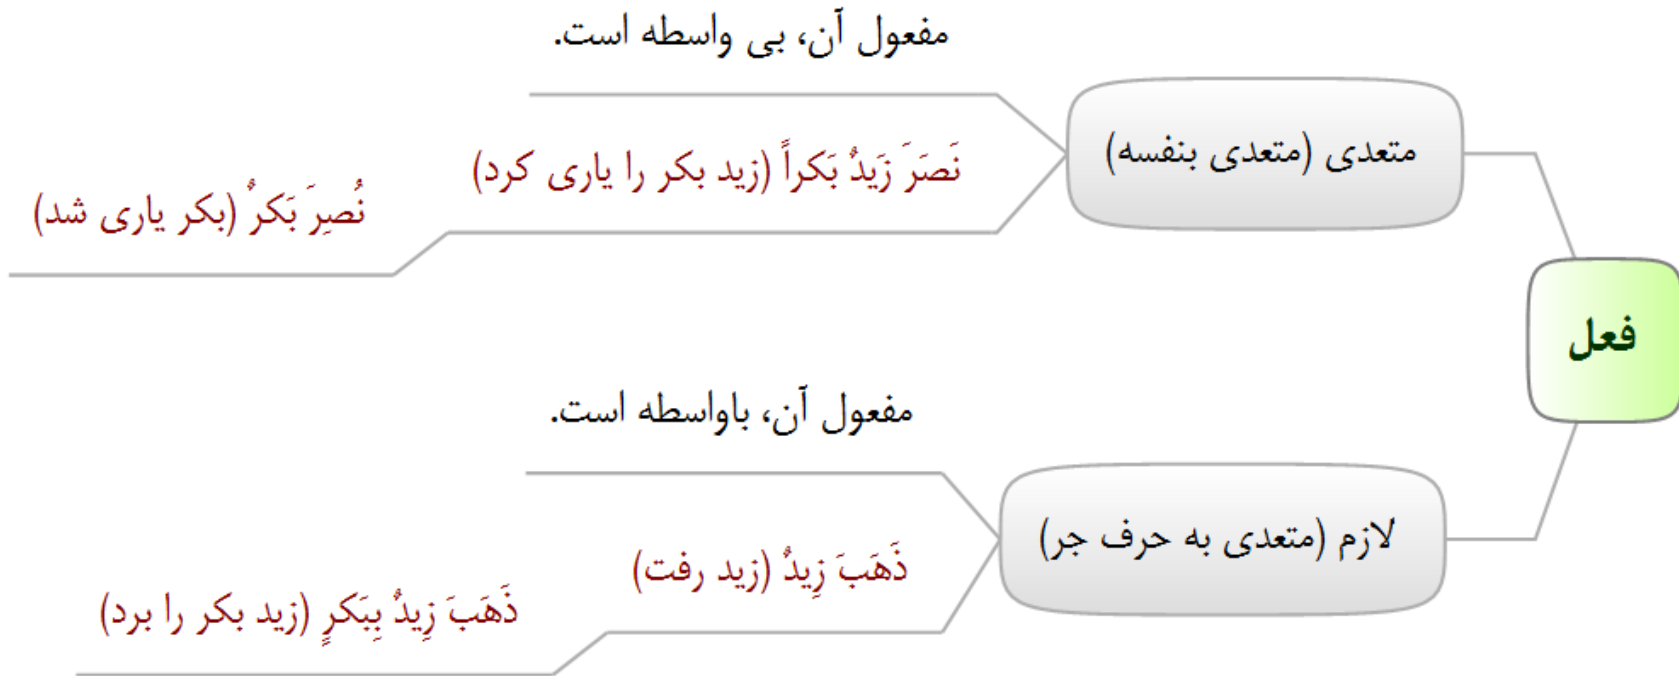 فعل
متعدی (متعدی بنفسه)
مفعول آن، بی واسطه است.
نَصَرَ زَیدٌ بَکراً (زید بکر را یاری کرد)
نُصِرَ بَکرٌ (بکر یاری شد)
لازم (متعدی به حرف جر)
مفعول آن، باواسطه است.
ذَهَبَ زِیدٌ (زید رفت)
ذَهَبَ زِیدٌ بِبَکرٍ (زید بکر را برد)